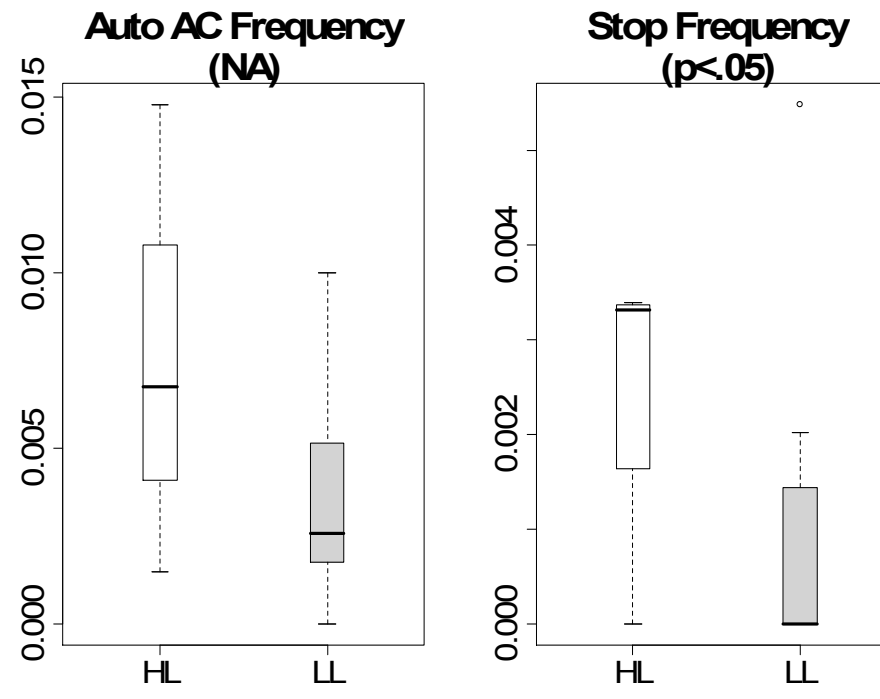 Auto AC Frequency
(NA)
0.015
0.010
0.005
0.000
HL LL
Stop Frequency
(p<.05)
0.004
0.002
0.000
HL LL